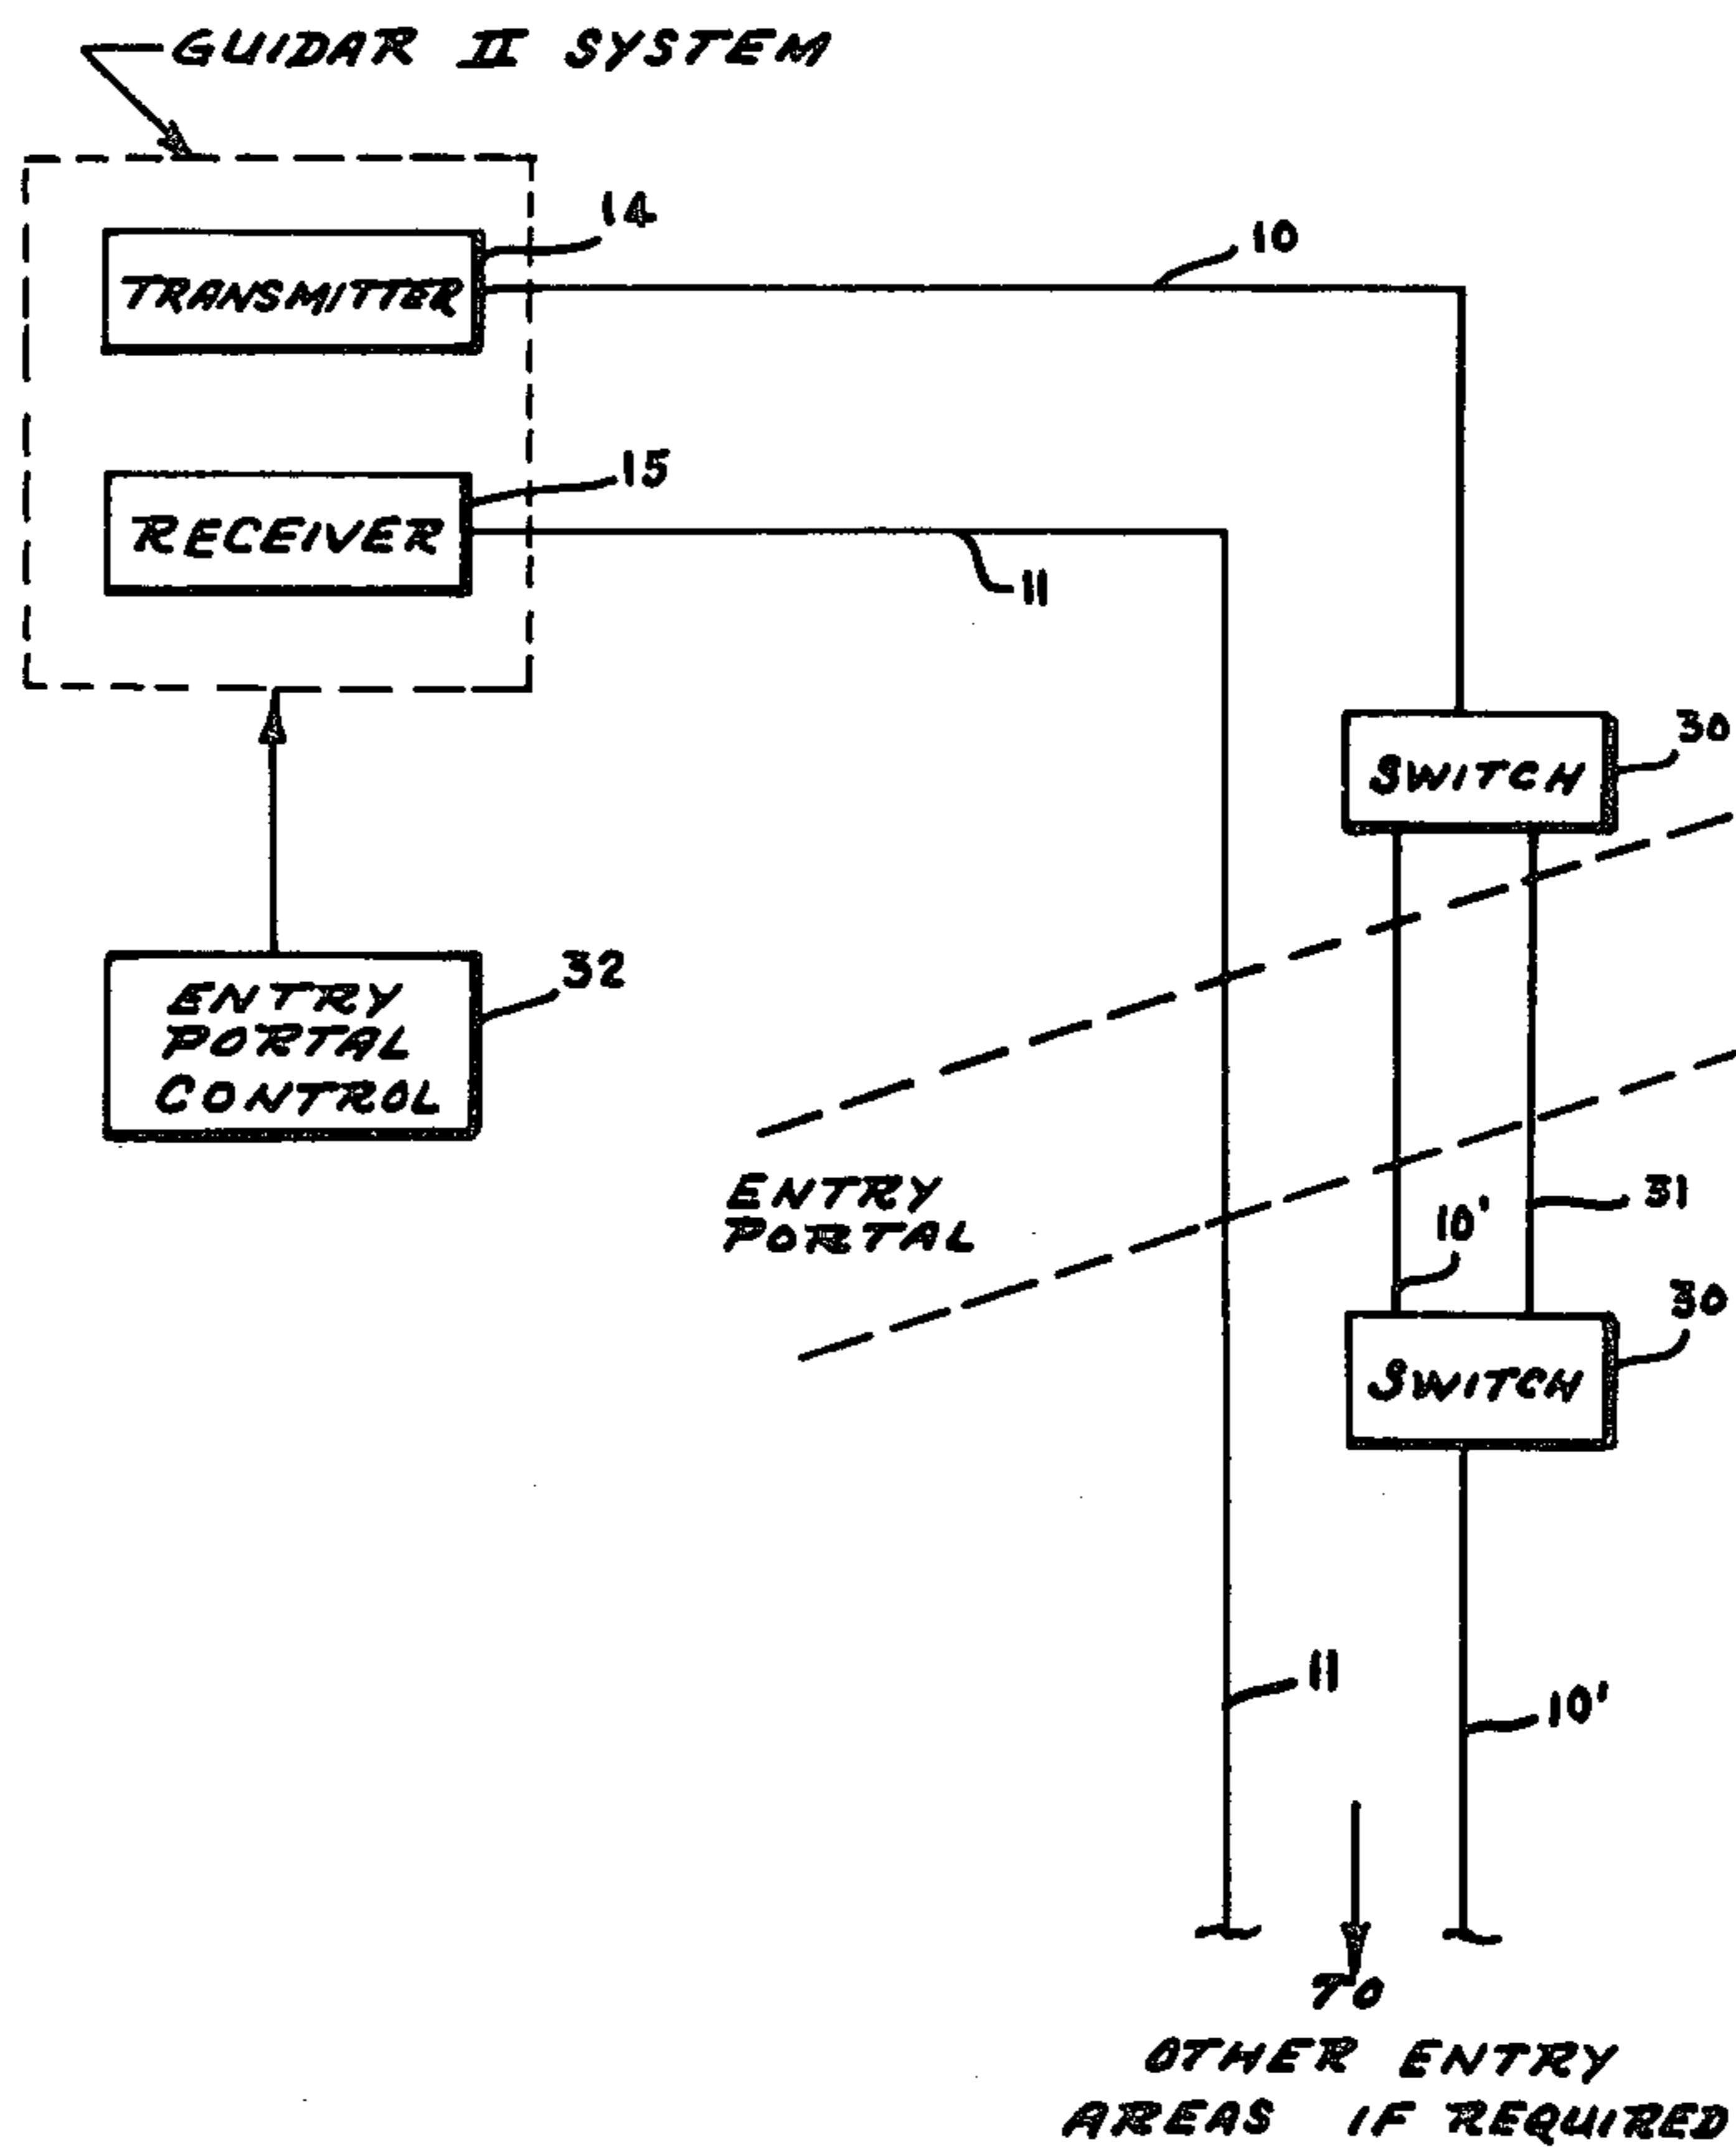 GUIDAR II SYSTEM
14
10
TRANSMITTER
15
RECEIVER
11
30
SWITCH
32
ENTRY
PORTAL
CONTROL
ENTRY
PORTAL
31
10'
30
SWITCH
11
10'
TO
OTHER ENTRY
AREAS IF REQUIRED